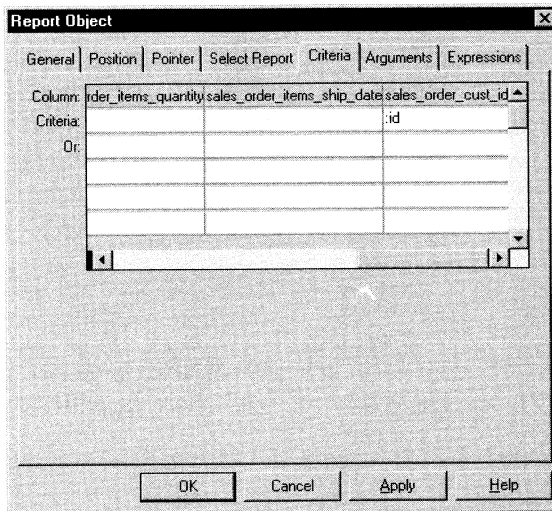 Report Object
General Position Pointer Select Report Criteria Arguments Expressions
Column: rder_items_quantity sales_order_items_ship_date sales_order_cust_id
Criteria: :id
Or:
OK Cancel Apply Help